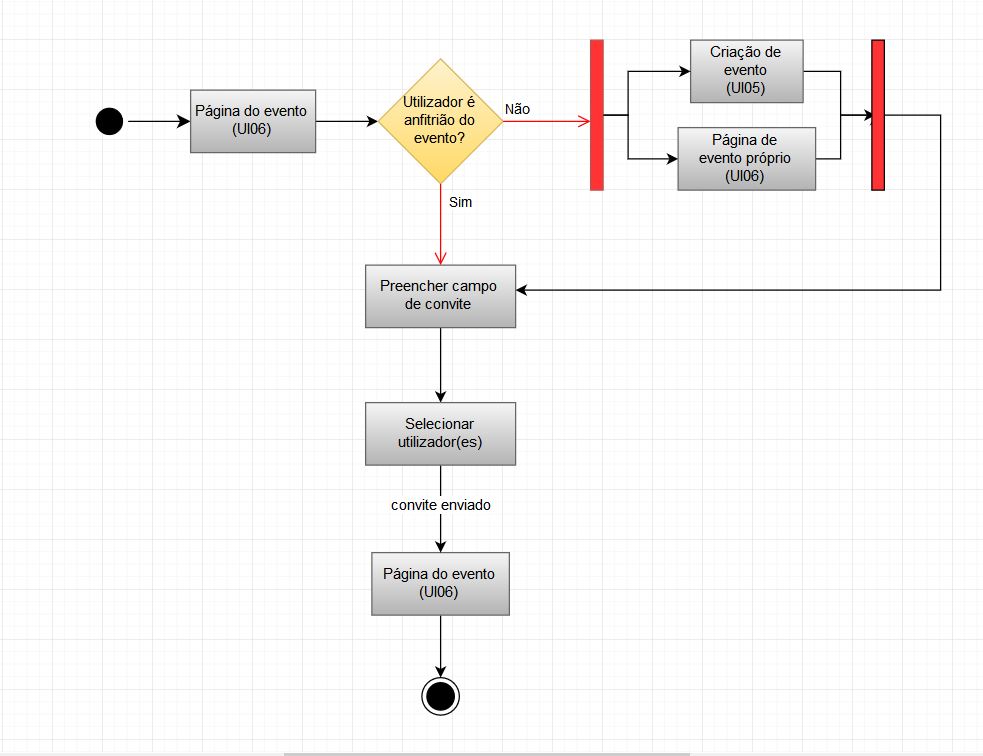 Página do evento
(UI06)
Utilizador é
anfitrião do
evento?
Não
Criação de
evento
(UI05)
Página de
evento próprio
(UI06)
Sim
Preencher campo
de convite
Selecionar
utilizador(es)
convite enviado
Página do evento
(UI06)